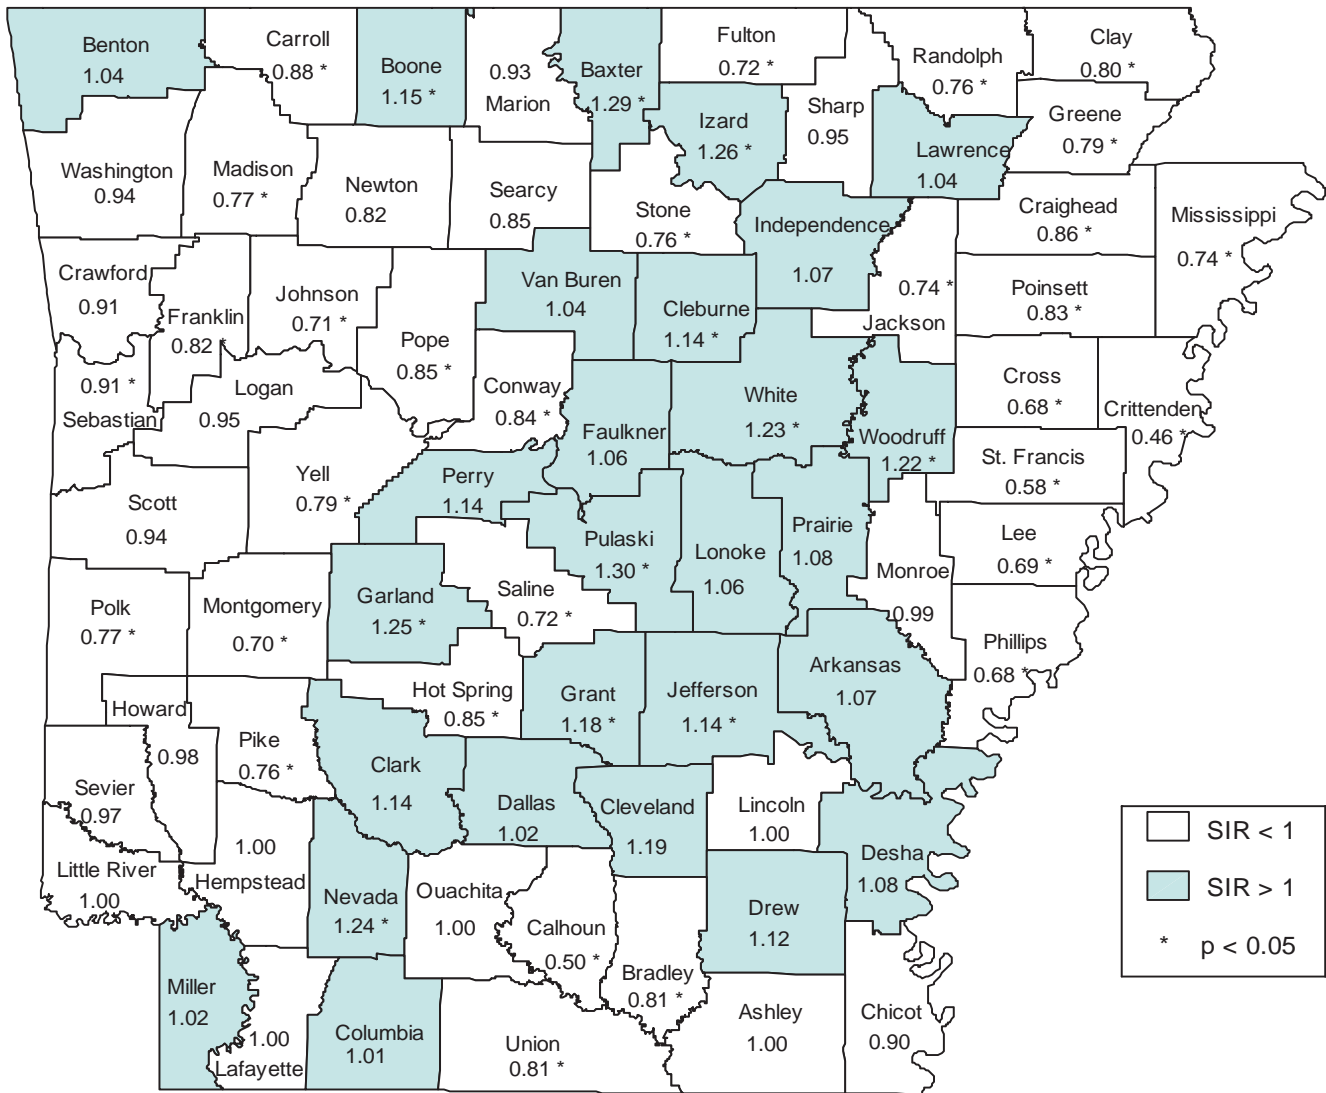 Benton
1.04
Carroll
0.88 *
Boone
1.15 *
0.93
Marion
Baxter
1.29 *
Fulton
0.72 *
Randolph
0.76 *
Clay
0.80 *
Izard
1.26 *
Sharp
0.95
Lawrence
1.04
Greene
0.79 *
Washington
0.94
Madison
0.77 *
Newton
0.82
Searcy
0.85
Stone
0.76 *
Independence
1.07
Craighead
0.86 *
Mississippi
0.74 *
Crawford
0.91
Franklin
0.82 *
Johnson
0.71 *
Pope
0.85 *
Van Buren
1.04
Cleburne
1.14 *
0.74 *
Jackson
Poinsett
0.83 *
0.91 *
Sebastian
Logan
0.95
Conway
0.84 *
Faulkner
1.06
White
1.23 *
Woodruff
1.22 *
Cross
0.68 *
Crittenden
0.46 *
St. Francis
0.58 *
Scott
0.94
Yell
0.79 *
Perry
1.14
Pulaski
1.30 *
Lonoke
1.06
Prairie
1.08
Monroe
0.99
Lee
0.69 *
Polk
0.77 *
Montgomery
0.70 *
Garland
1.25 *
Saline
0.72 *
Phillips
0.68 *
Hot Spring
0.85 *
Grant
1.18 *
Jefferson
1.14 *
Arkansas
1.07
Howard
0.98
Pike
0.76 *
Clark
1.14
Sevier
0.97
Dallas
1.02
Cleveland
1.19
Lincoln
1.00
Desha
1.08
Little River
1.00
1.00
Hempstead
Nevada
1.24 *
Ouachita
1.00
Calhoun
0.50 *
Bradley
0.81 *
Drew
1.12
Miller
1.02
1.00
Lafayette
Columbia
1.01
Union
0.81 *
Ashley
1.00
Chicot
0.90
SIR < 1
SIR > 1
* p < 0.05